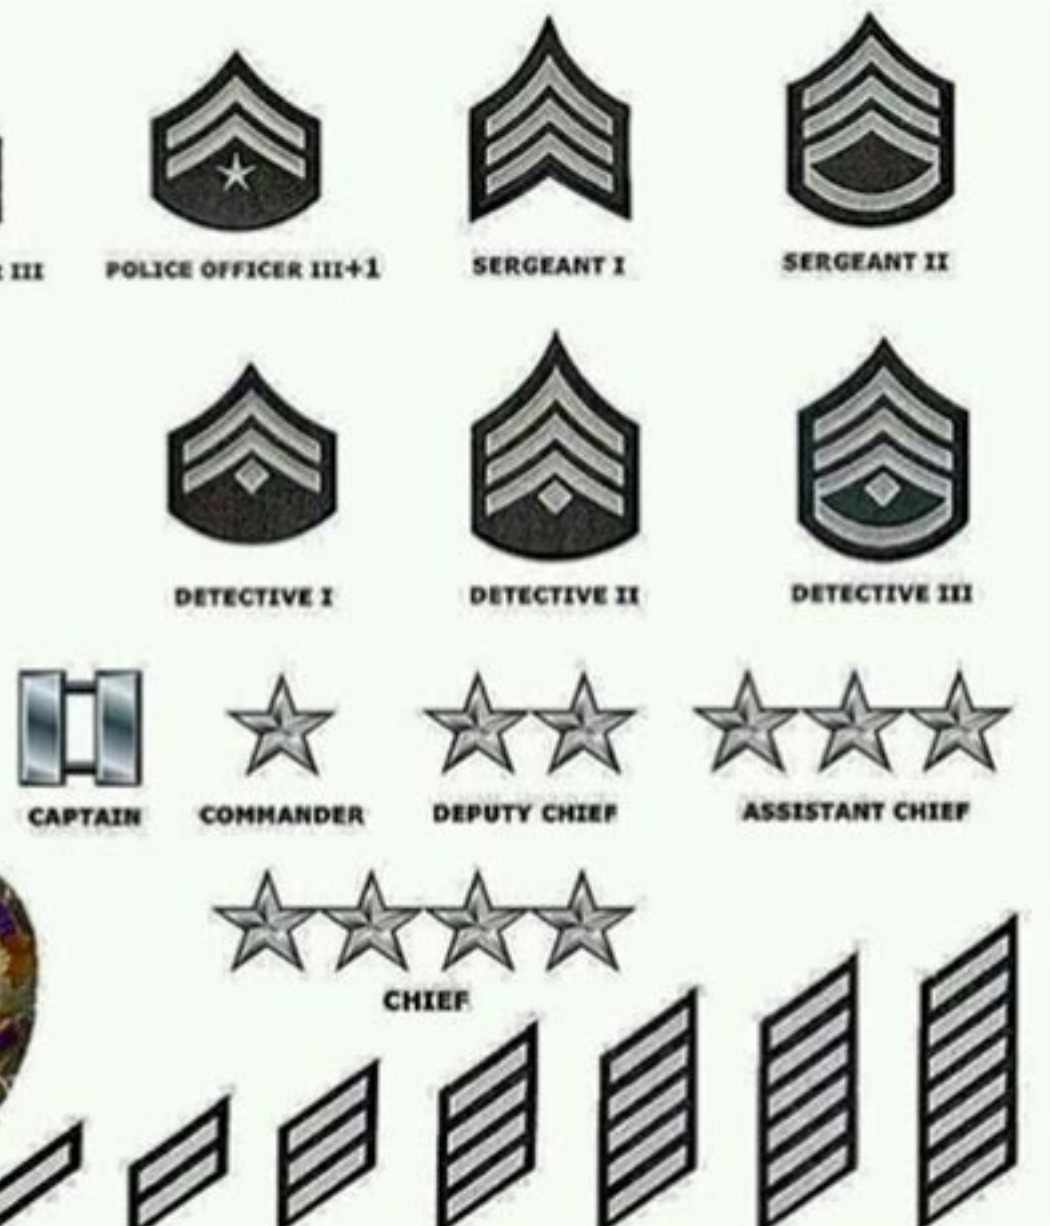 III
POLICE OFFICER III+1
SERGEANT I
SERGEANT II
DETECTIVE I
DETECTIVE II
DETECTIVE III
CAPTAIN
COMMANDER
DEPUTY CHIEF
ASSISTANT CHIEF
CHIEF